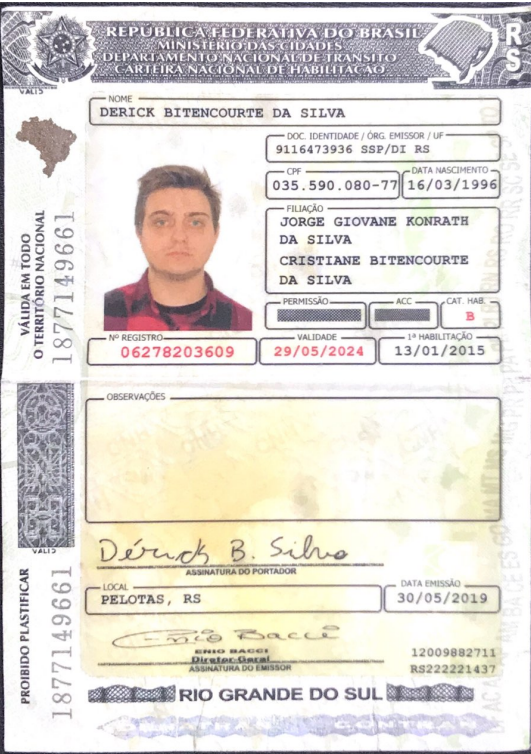 REPÚBLICA FEDERATIVA DO BRASIL
MINISTÉRIO DAS CIDADES
DEPARTAMENTO NACIONAL DE TRÂNSITO
CARTEIRA NACIONAL DE HABILITAÇÃO
RS
NOME
DERICK BITENCOURTE DA SILVA
DOC. IDENTIDADE / ÓRG. EMISSOR / UF
9116473936 SSP/DI RS
CPF
035.590.080-77
DATA NASCIMENTO
16/03/1996
FILIAÇÃO
JORGE GIOVANE KONRATH
DA SILVA
CRISTIANE BITENCOURTE
DA SILVA
PERMISSÃO
ACC
CAT. HAB.
B
Nº REGISTRO
06278203609
VALIDADE
29/05/2024
1ª HABILITAÇÃO
13/01/2015
VÁLIDA EM TODO
O TERRITÓRIO NACIONAL
1877149661
OBSERVAÇÕES
Dérick B. Silva
ASSINATURA DO PORTADOR
LOCAL
PELOTAS, RS
DATA EMISSÃO
30/05/2019
Enio Bacci
ENIO BACCI
Diretor-Geral
ASSINATURA DO EMISSOR
12009882711
RS222221437
PROIBIDO PLASTIFICAR
1877149661
RIO GRANDE DO SUL